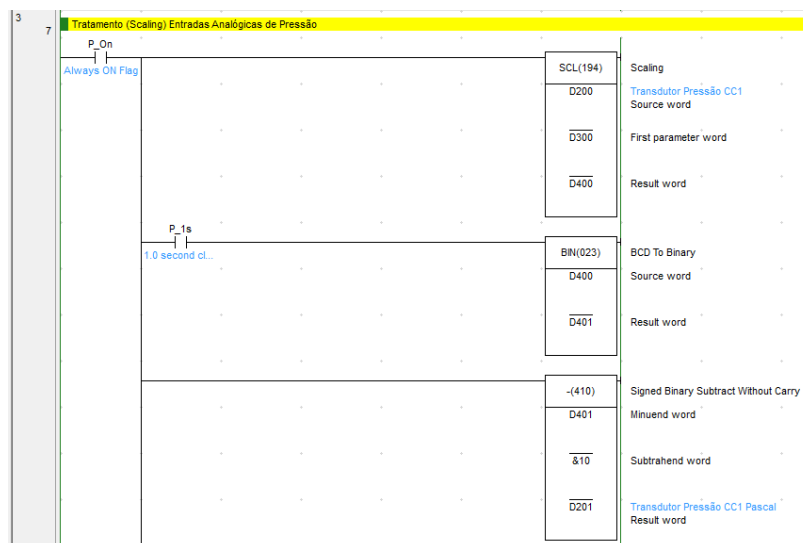 3
7
Tratamento (Scaling) Entradas Analógicas de Pressão
P_On
Always ON Flag
SCL(194)
Scaling
D200
Transdutor Pressão CC1
Source word
D300
First parameter word
D400
Result word
P_1s
1.0 second cl...
BIN(023)
BCD To Binary
D400
Source word
D401
Result word
-(410)
Signed Binary Subtract Without Carry
D401
Minuend word
&10
Subtrahend word
D201
Transdutor Pressão CC1 Pascal
Result word